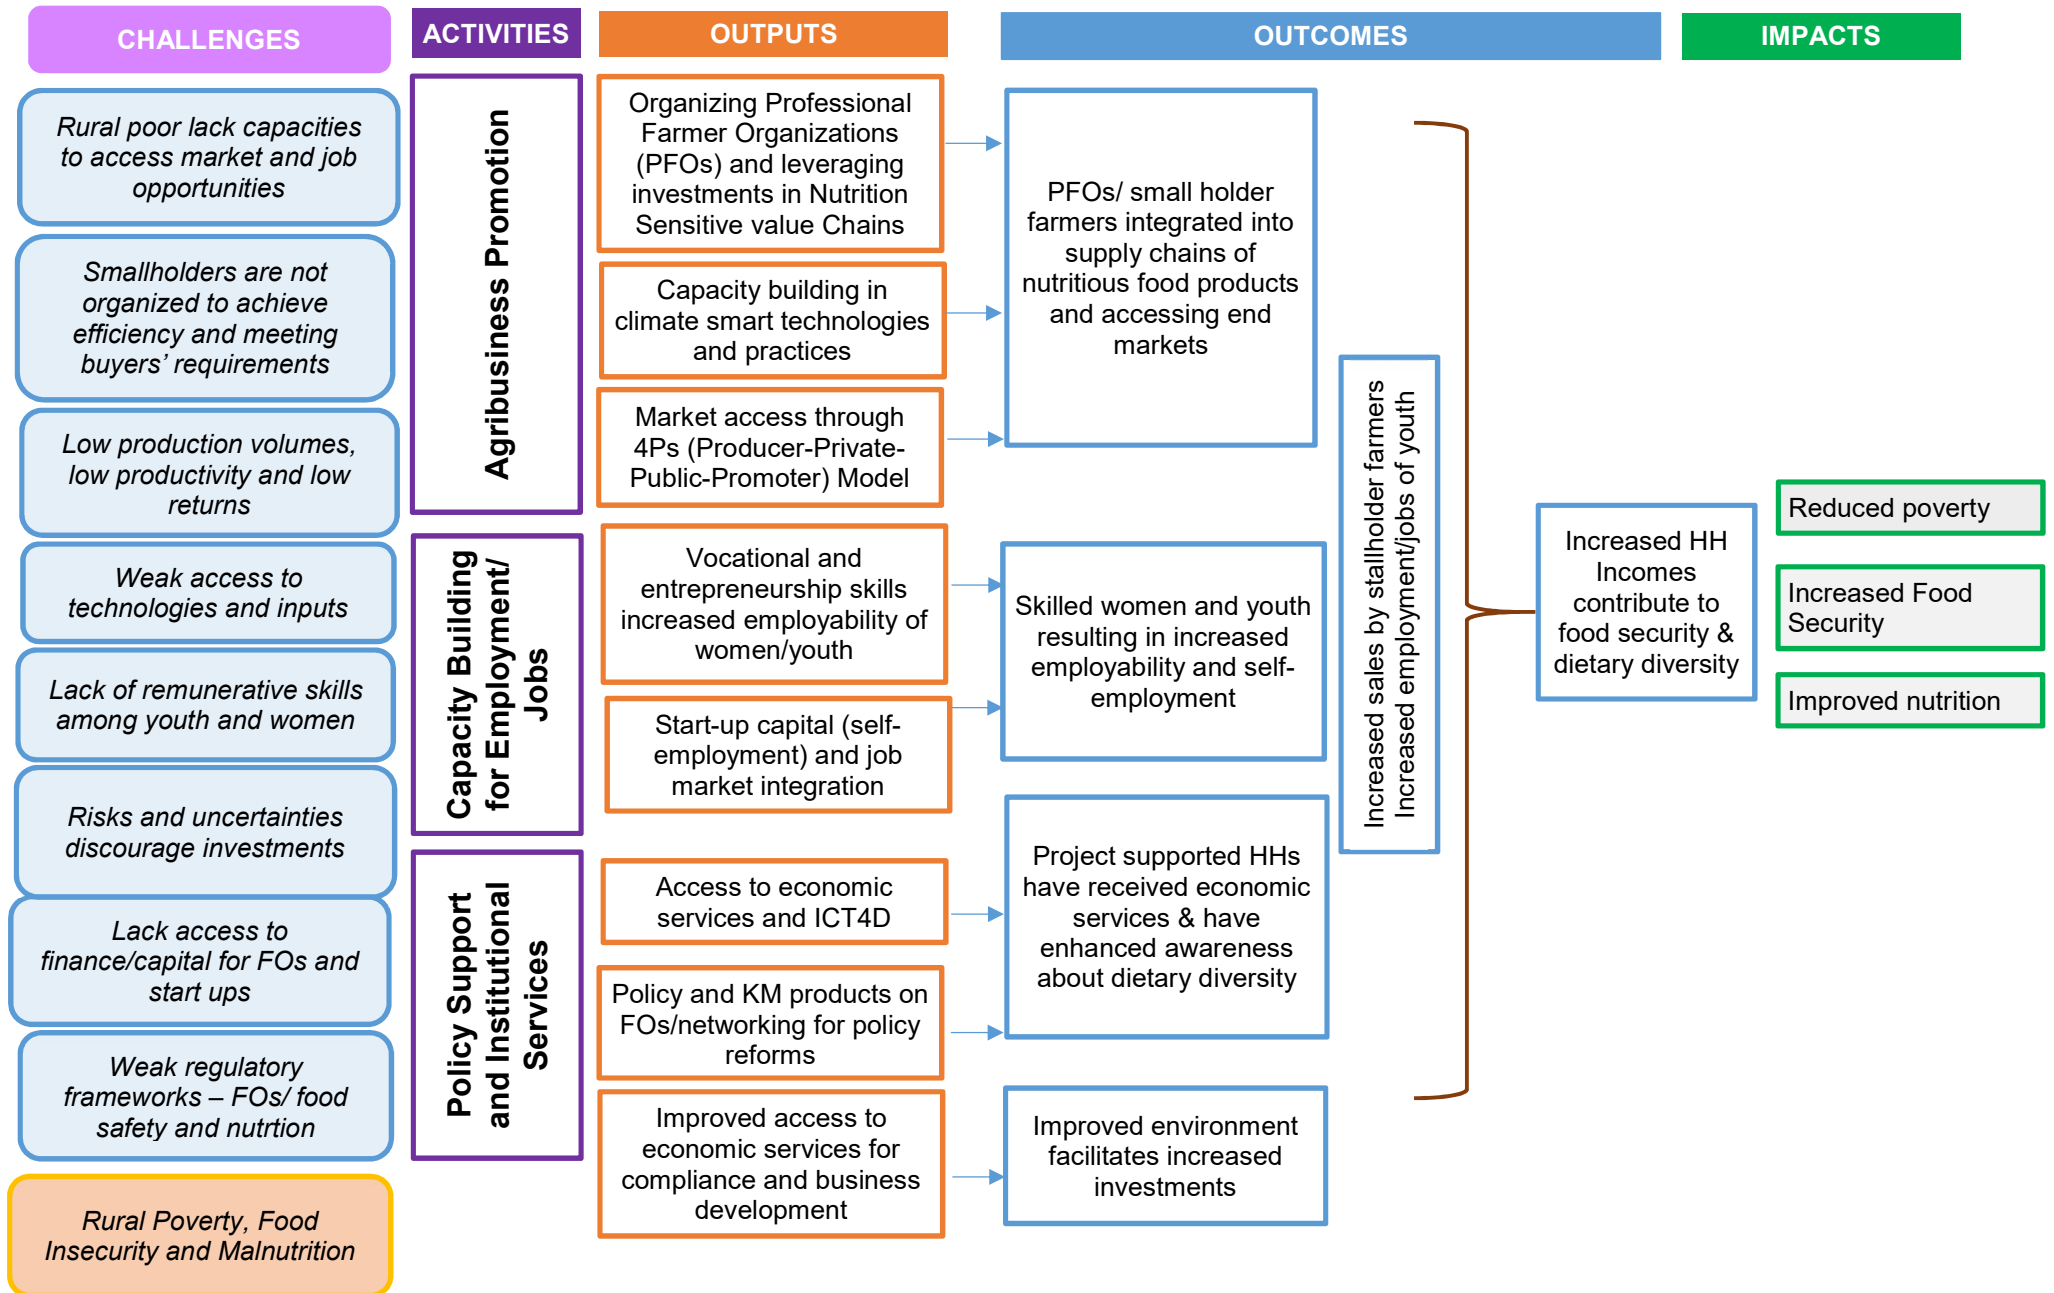 CHALLENGES
Rural poor lack capacities
to access market and job
opportunities
Smallholders are not
organized to achieve
efficiency and meeting
buyers’ requirements
Low production volumes,
low productivity and low
returns
Weak access to
technologies and inputs
Lack of remunerative skills
among youth and women
Risks and uncertainties
discourage investments
Lack access to
finance/capital for FOs and
start ups
Weak regulatory
frameworks – FOs/ food
safety and nutrtion
Rural Poverty, Food
Insecurity and Malnutrition
ACTIVITIES
Agribusiness Promotion
Capacity Building
for Employment/
Jobs
Policy Support
and Institutional
Services
OUTPUTS
Organizing Professional
Farmer Organizations
(PFOs) and leveraging
investments in Nutrition
Sensitive value Chains
Capacity building in
climate smart technologies
and practices
Market access through
4Ps (Producer-Private-
Public-Promoter) Model
Vocational and
entrepreneurship skills
increased employability of
women/youth
Start-up capital (self-
employment) and job
market integration
Access to economic
services and ICT4D
Policy and KM products on
FOs/networking for policy
reforms
Improved access to
economic services for
compliance and business
development
OUTCOMES
PFOs/ small holder
farmers integrated into
supply chains of
nutritious food products
and accessing end
markets
Skilled women and youth
resulting in increased
employability and self-
employment
Project supported HHs
have received economic
services & have
enhanced awareness
about dietary diversity
Improved environment
facilitates increased
investments
Increased sales by stallholder farmers
Increased employment/jobs of youth
Increased HH
Incomes
contribute to
food security &
dietary diversity
IMPACTS
Reduced poverty
Increased Food
Security
Improved nutrition